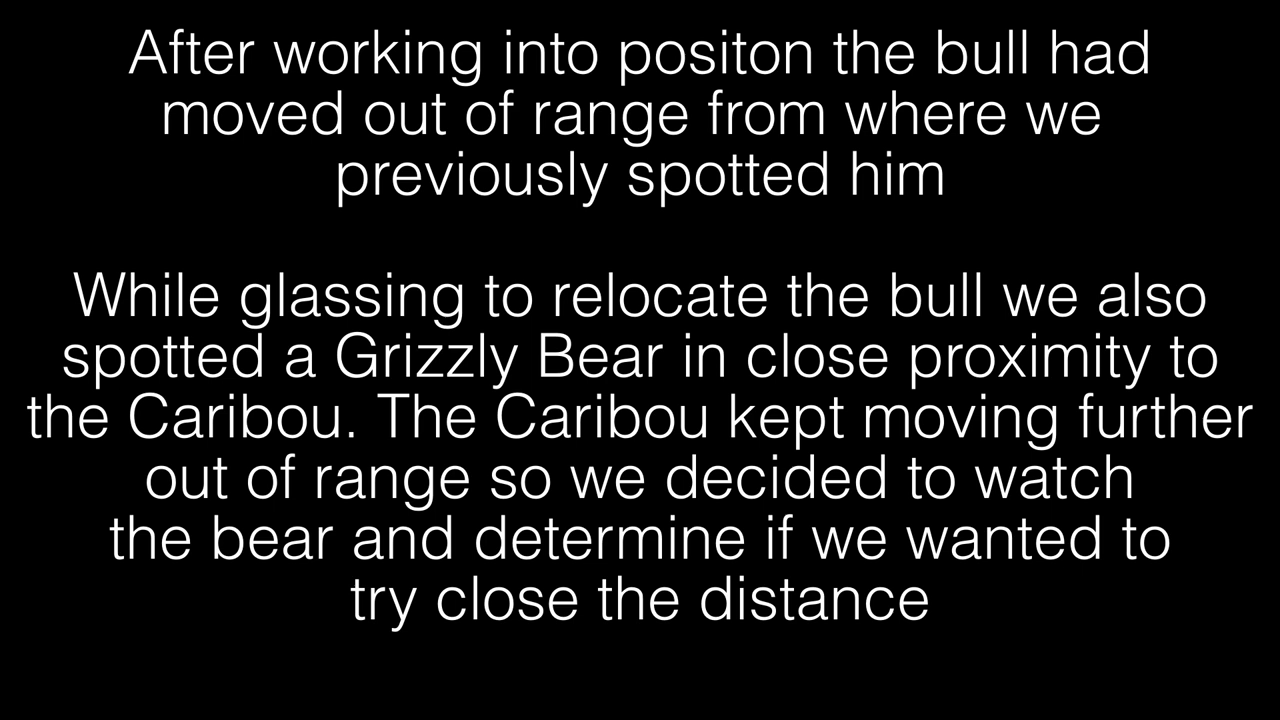 After working into positon the bull had
moved out of range from where we
previously spotted him
While glassing to relocate the bull we also
spotted a Grizzly Bear in close proximity to
the Caribou. The Caribou kept moving further
out of range so we decided to watch
the bear and determine if we wanted to
try close the distance